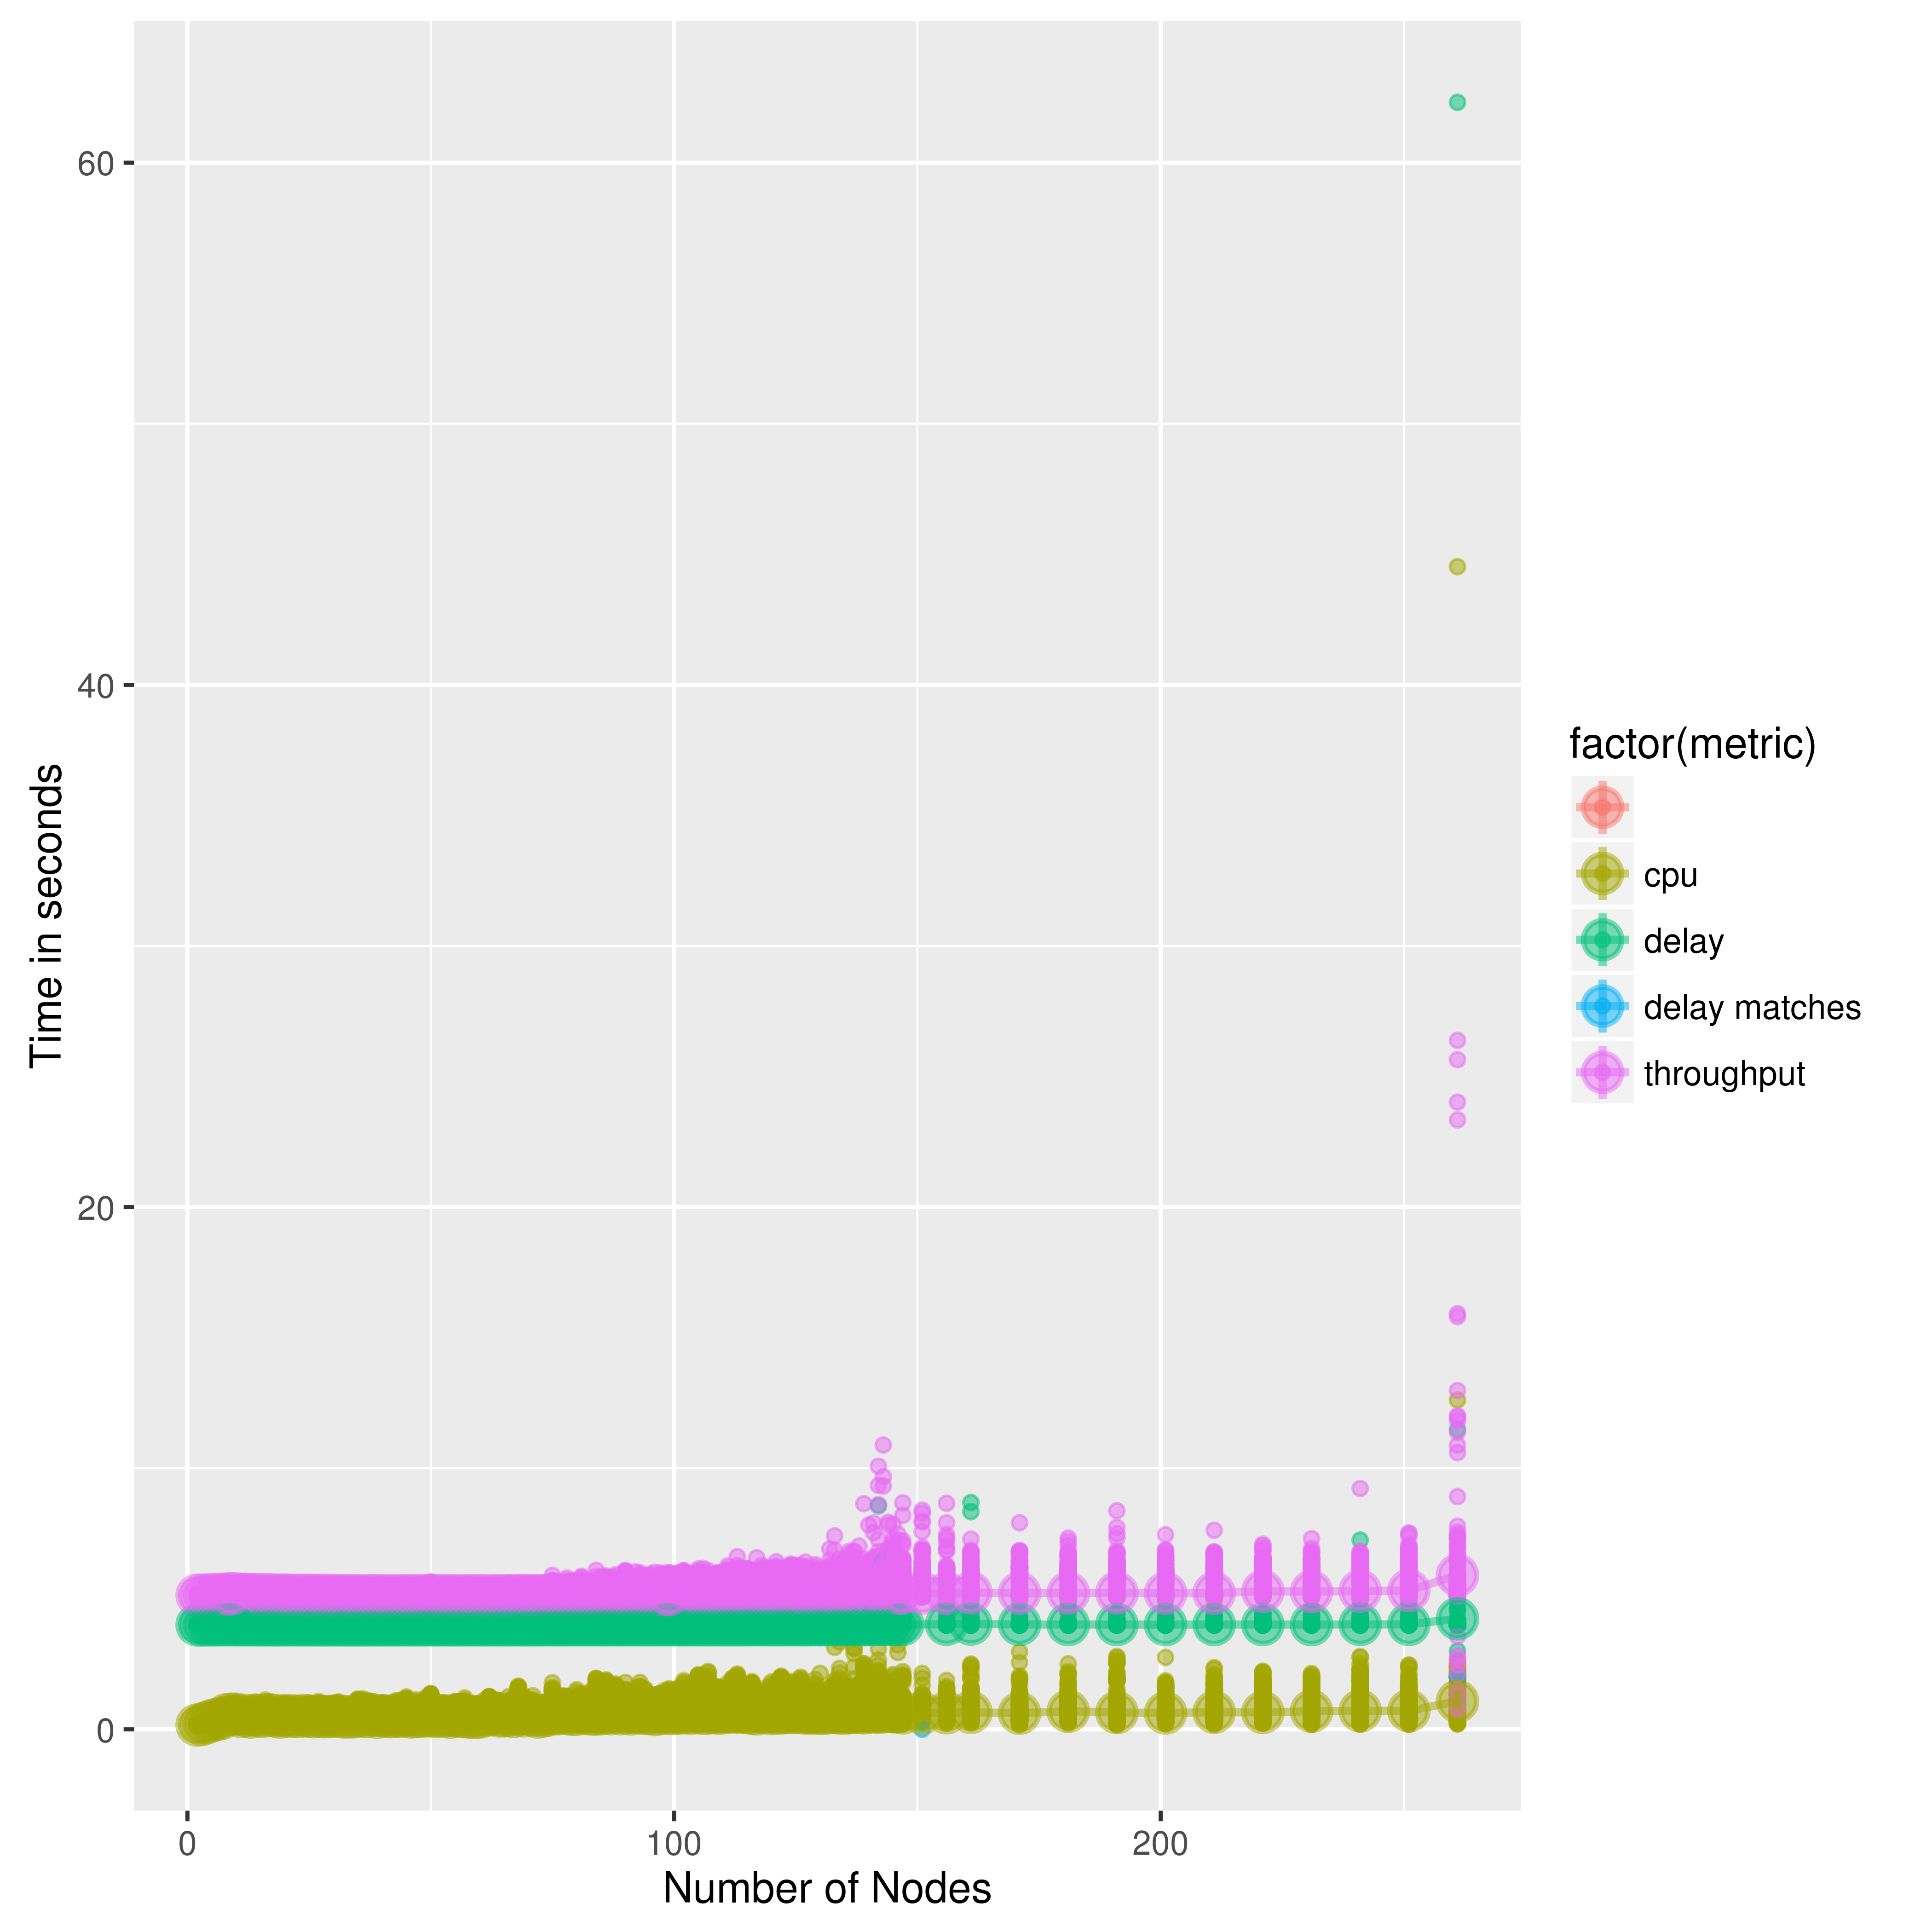 60
40
20
0
0 100 200
Number of Nodes
Time in seconds
factor(metric)
cpu
delay
delay matches
throughput